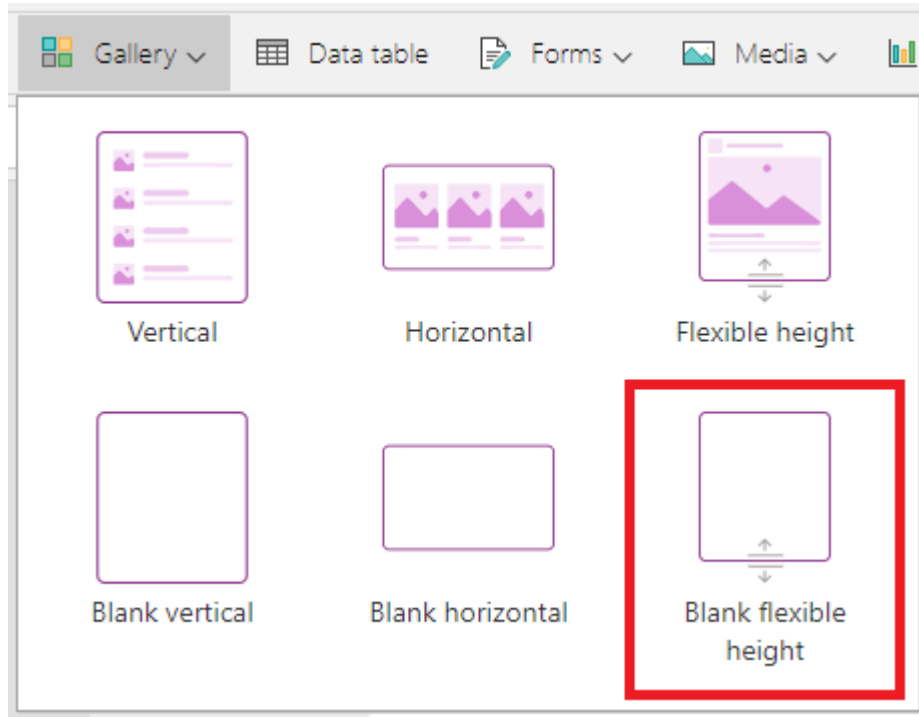 Gallery Data table Forms Media
Vertical Horizontal Flexible height
Blank vertical Blank horizontal Blank flexible
height